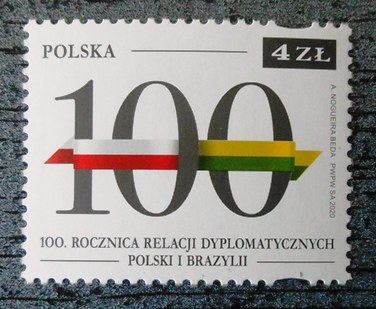 POLSKA
4 ZŁ
100
A. NOGUEIRA BEDA PWPW SA 2020
100. ROCZNICA RELACJI DYPLOMATYCZNYCH
POLSKI I BRAZYLII